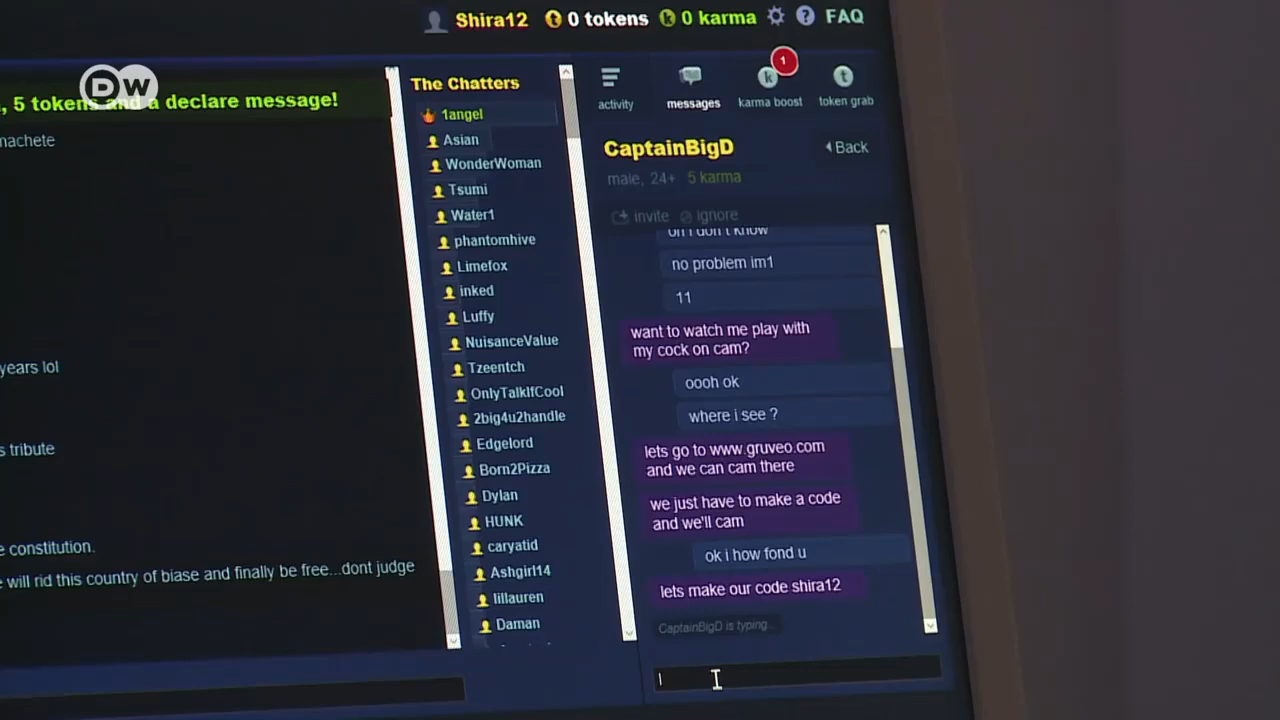 Shira12 0 tokens 0 karma FAQ
DW
, 5 tokens and a declare message!
machete
years lol
s tribute
e constitution.
will rid this country of biase and finally be free...dont judge
The Chatters
1angel
Asian
WonderWoman
Tsumi
Water1
phantomhive
Limefox
inked
Luffy
NuisanceValue
Tzeentch
OnlyTalkIfCool
2big4u2handle
Edgelord
Born2Pizza
Dylan
HUNK
caryatid
Ashgirl14
lillauren
Daman
1
activity messages karma boost token grab
CaptainBigD Back
male, 24+ 5 karma
invite ignore
oh i don't know
no problem im1
11
want to watch me play with
my cock on cam?
oooh ok
where i see ?
lets go to www.gruveo.com
and we can cam there
we just have to make a code
and we'll cam
ok i how fond u
lets make our code shira12
CaptainBigD is typing...